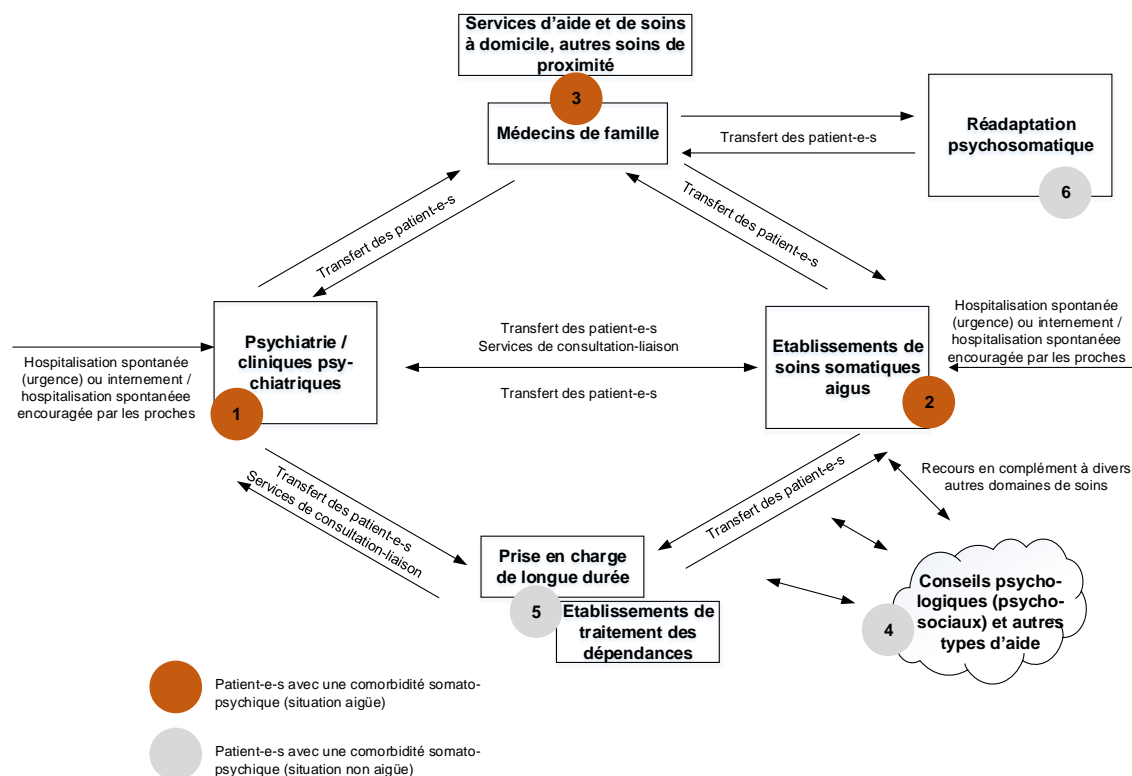 Services d'aide et de soins
à domicile, autres soins de
proximité
3
Médecins de famille
Réadaptation
psychosomatique
6
Transfert des patient-e-s
Transfert des patient-e-s
Transfert des patient-e-s
Psychiatrie /
cliniques psy-
chiatriques
1
Transfert des patient-e-s
Services de consultation-liaison
Transfert des patient-e-s
Etablissements de
soins somatiques
aigus
2
Hospitalisation spontanée
(urgence) ou internement /
hospitalisation spontanéee
encouragée par les proches
Hospitalisation spontanée
(urgence) ou internement /
hospitalisation spontanéee
encouragée par les proches
Transfert des patient-e-s
Services de consultation-liaison
Transfert des patient-e-s
Recours en complément à divers
autres domaines de soins
Prise en charge
de longue durée
5
Etablissements de
traitement des
dépendances
Conseils psycho-
logiques (psycho-
sociaux) et autres
types d'aide
4
Patient-e-s avec une comorbidité somato-
psychique (situation aigüe)
Patient-e-s avec une comorbidité somato-
psychique (situation non aigüe)